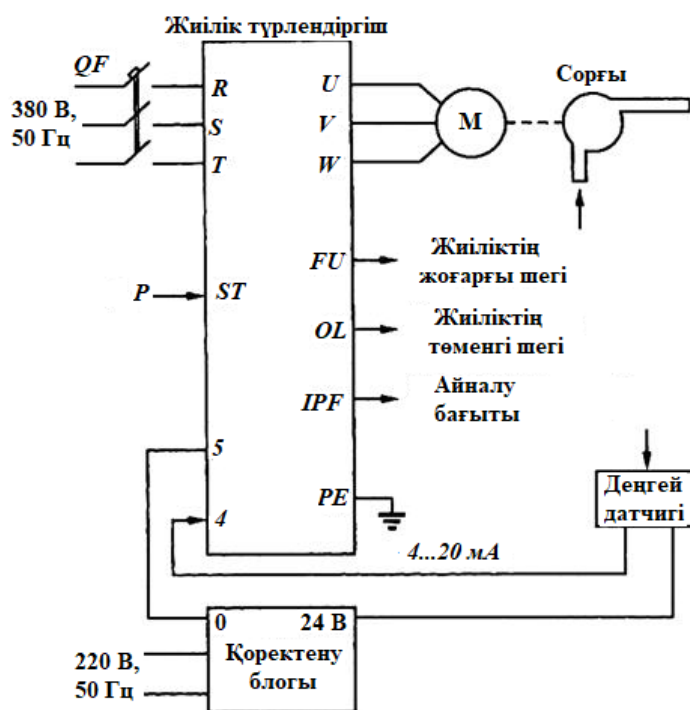 Жиілік түрлендіргіш
QF
380 В,
50 Гц
R
S
T
U
V
W
М
Сорғы
P
ST
FU
Жиіліктің
жоғарғы шегі
OL
Жиіліктің
төменгі шегі
IPF
Айналу
бағыты
5
4
PE
Деңгей
датчигі
4...20 мА
0
24 В
Қоректену
блогы
220 В,
50 Гц